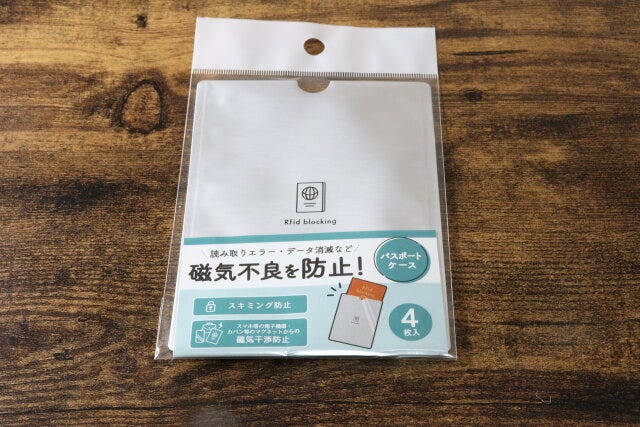 Rfid blocking
読み取りエラー・データ消滅など
磁気不良を防止!
パスポート
ケース
スキミング防止
スマホ等の電子機器・
カバン等のマグネットからの
磁気干渉防止
Rfid
blocking
4
枚入